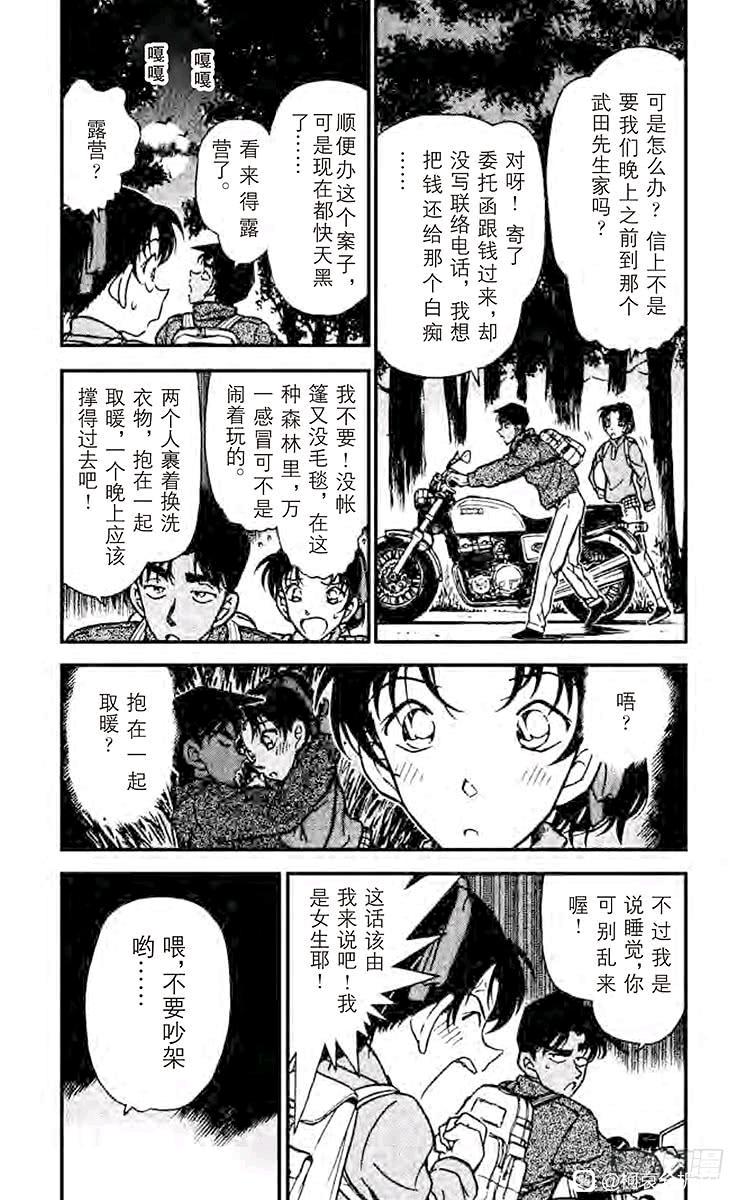 可是怎么办？信上不是
要我们晚上之前到那个
武田先生家吗？
对呀！寄了
委托函跟钱过来，却
没写联络电话，我想
把钱还给那个白痴
……
顺便办这个案子，
可是现在都快天黑
了……
看来得露
营了。
嘎嘎
嘎嘎
露营？
我不要！没帐
篷又没毛毯，在这
种森林里，万
一感冒可不是
闹着玩的。
两个人裹着换洗
衣物，抱在一起
取暖，一个晚上应该
撑得过去吧！
唔？
抱在一起
取暖？
不过我是
说睡觉，你
可别乱来
喔！
这话该由
我来说吧！我
是女生耶！
喂，不要吵架
哟……